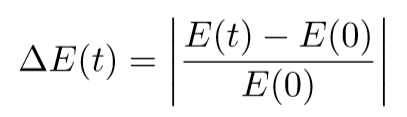 ΔE(t) = | (E(t) − E(0)) / E(0) |